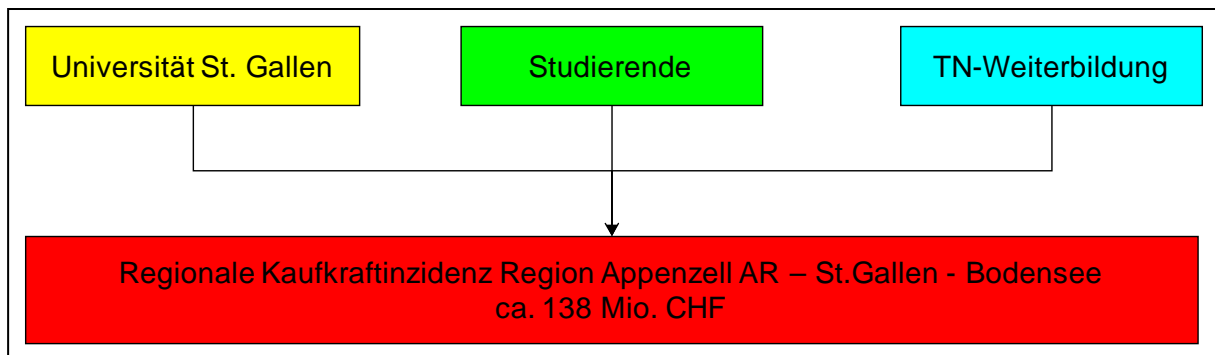 Universität St. Gallen
Studierende
TN-Weiterbildung
Regionale Kaufkraftinzidenz Region Appenzell AR – St.Gallen - Bodensee
ca. 138 Mio. CHF